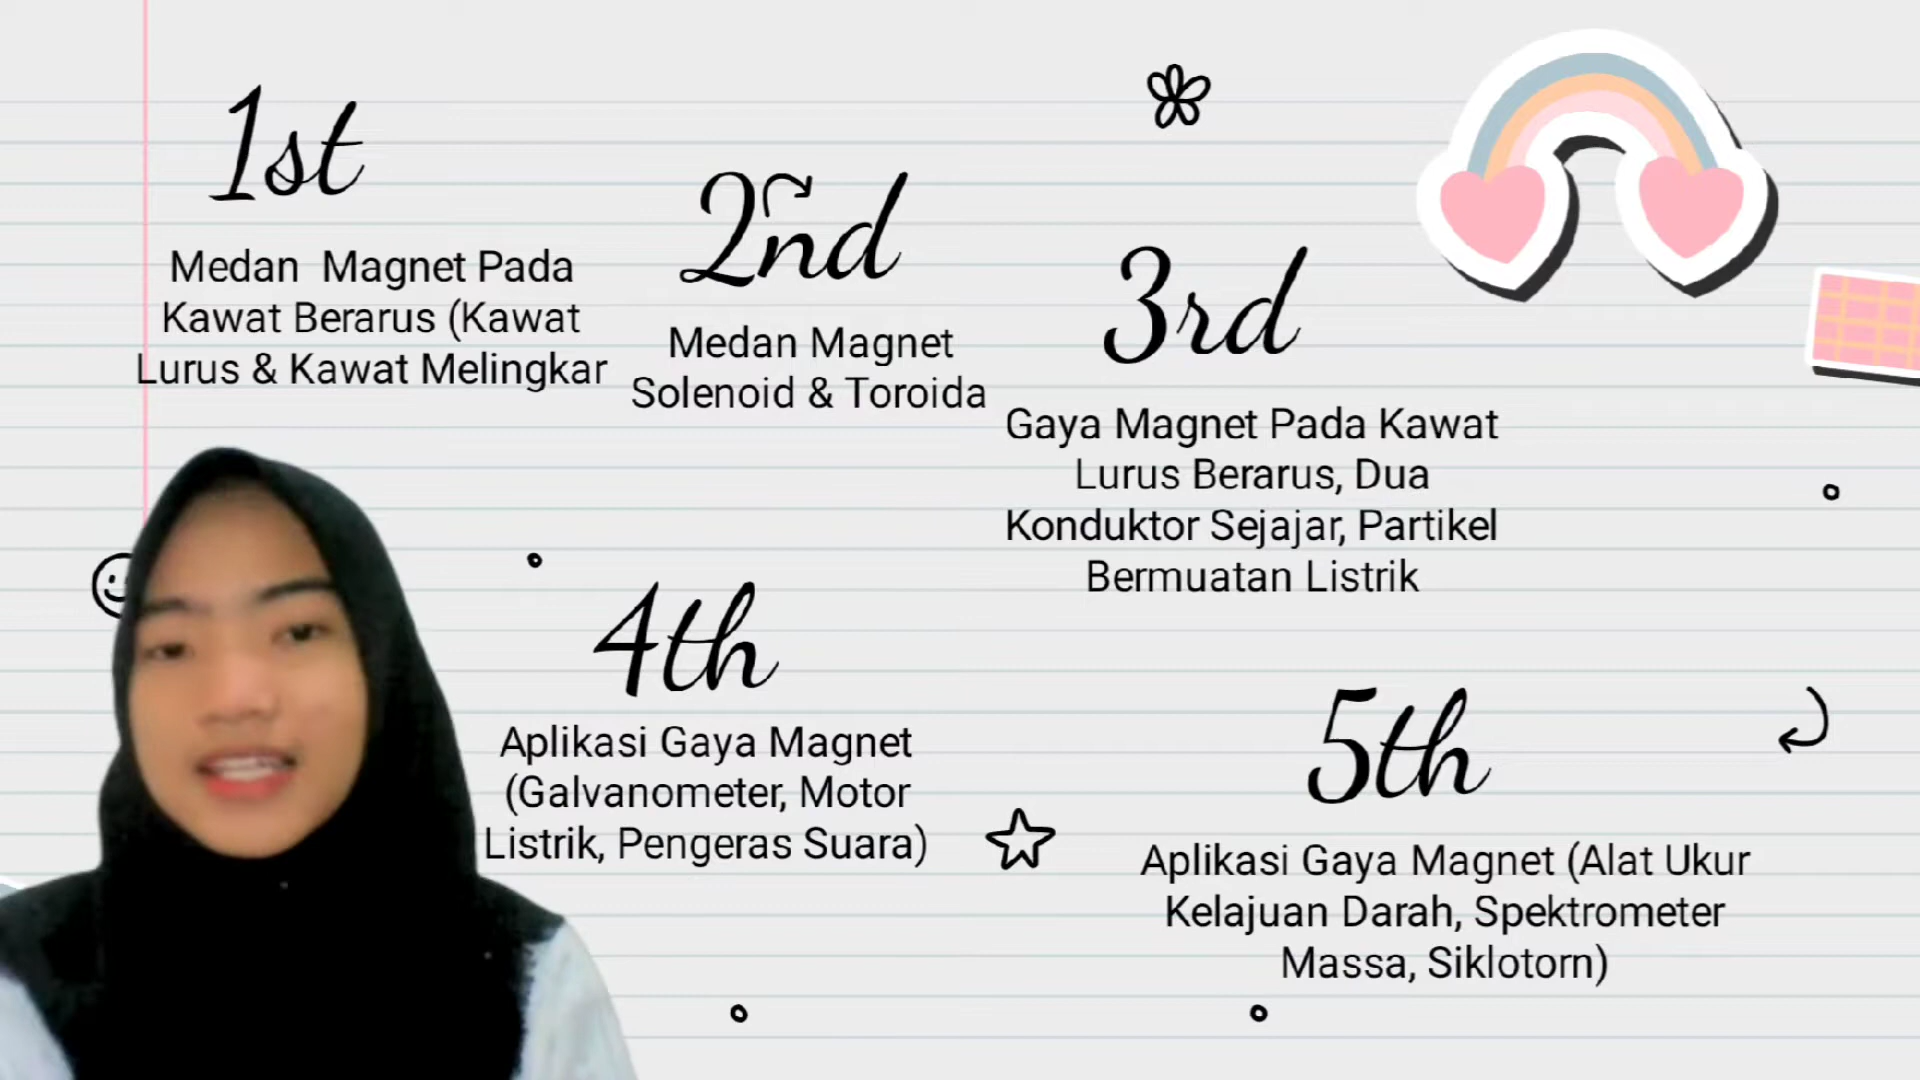 1st
Medan  Magnet Pada
Kawat Berarus (Kawat
Lurus & Kawat Melingkar
2nd
Medan Magnet
Solenoid & Toroida
3rd
Gaya Magnet Pada Kawat
Lurus Berarus, Dua
Konduktor Sejajar, Partikel
Bermuatan Listrik
4th
Aplikasi Gaya Magnet
(Galvanometer, Motor
Listrik, Pengeras Suara)
5th
Aplikasi Gaya Magnet (Alat Ukur
Kelajuan Darah, Spektrometer
Massa, Siklotorn)